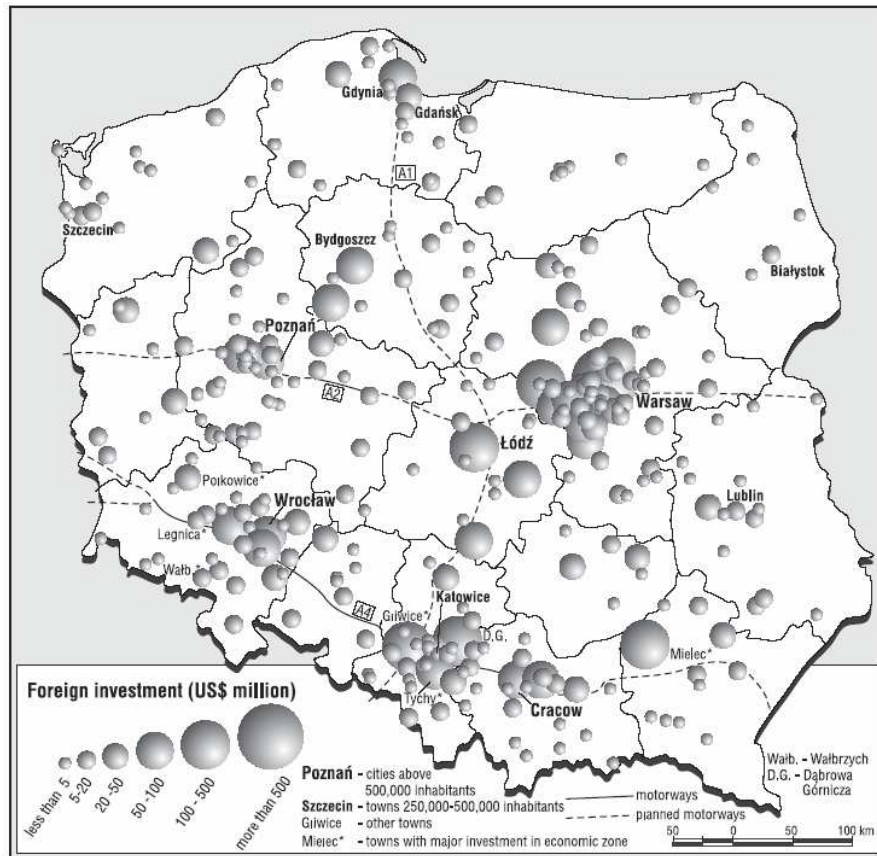 Gdynia
Gdańsk
A1
Szczecin
Bydgoszcz
Białystok
Poznań
A2
Warsaw
Łódź
Polkowice*
Wrocław
Legnica*
Lublin
Wałb.*
Katowice
A4
Gliwice*
D.G.
Mielec*
Tychy*
Cracow
Foreign investment (US$ million)
less than 5
5-20
20-50
50-100
100-500
more than 500
Poznań - cities above
500,000 inhabitants
Szczecin - towns 250,000-500,000 inhabitants
Gliwice - other towns
Mielec* - towns with major investment in economic zone
motorways
planned motorways
Wałb. - Wałbrzych
D.G. - Dąbrowa
Górnicza
50 0 50 100 km